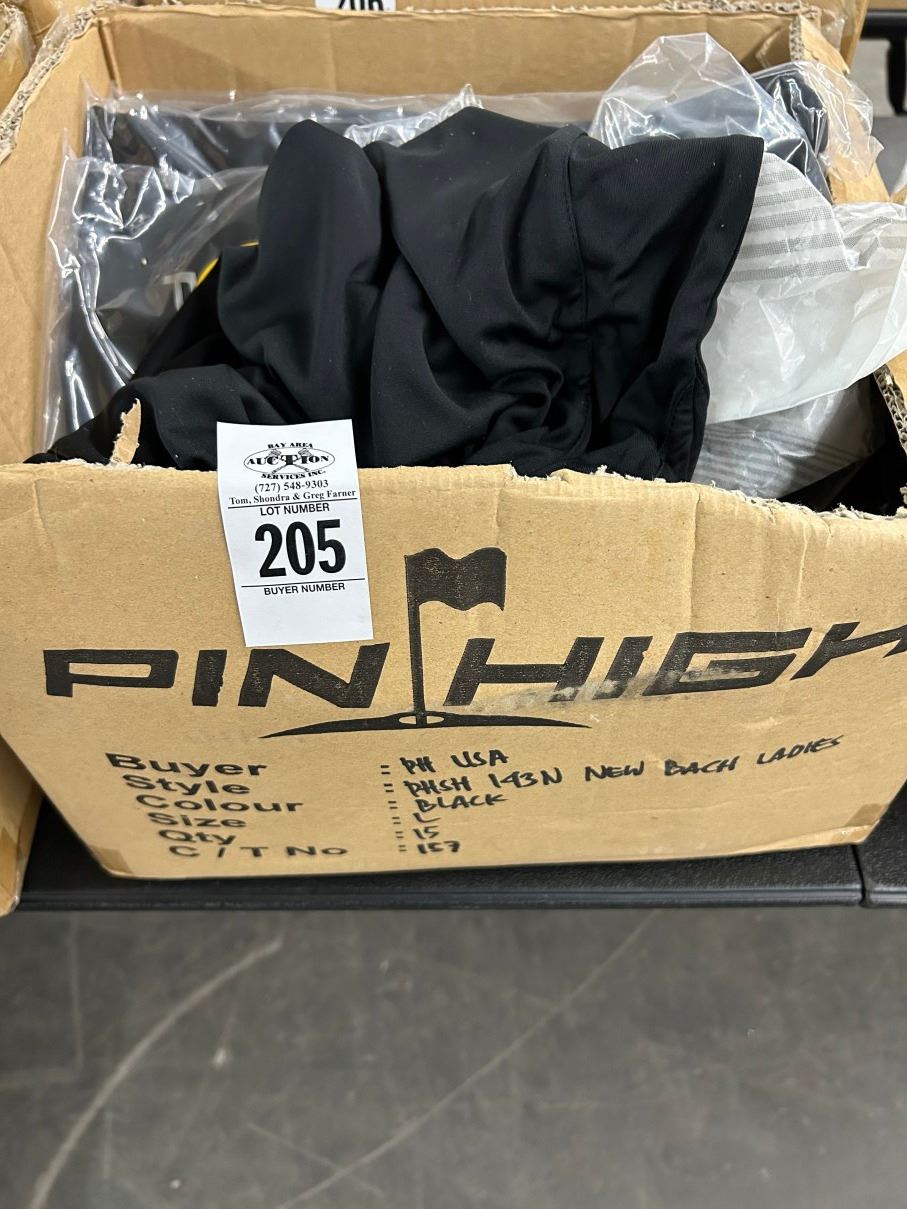 206
BAY AREA
AUCTION
SERVICES INC.
(727) 548-9303
Tom, Shondra & Greg Farner
LOT NUMBER
205
BUYER NUMBER
PIN HIGH
Buyer : PH USA
Style : PHSH 143N NEW BACH LADIES
Colour : BLACK
Size : L
Qty : 15
C/T No : 157